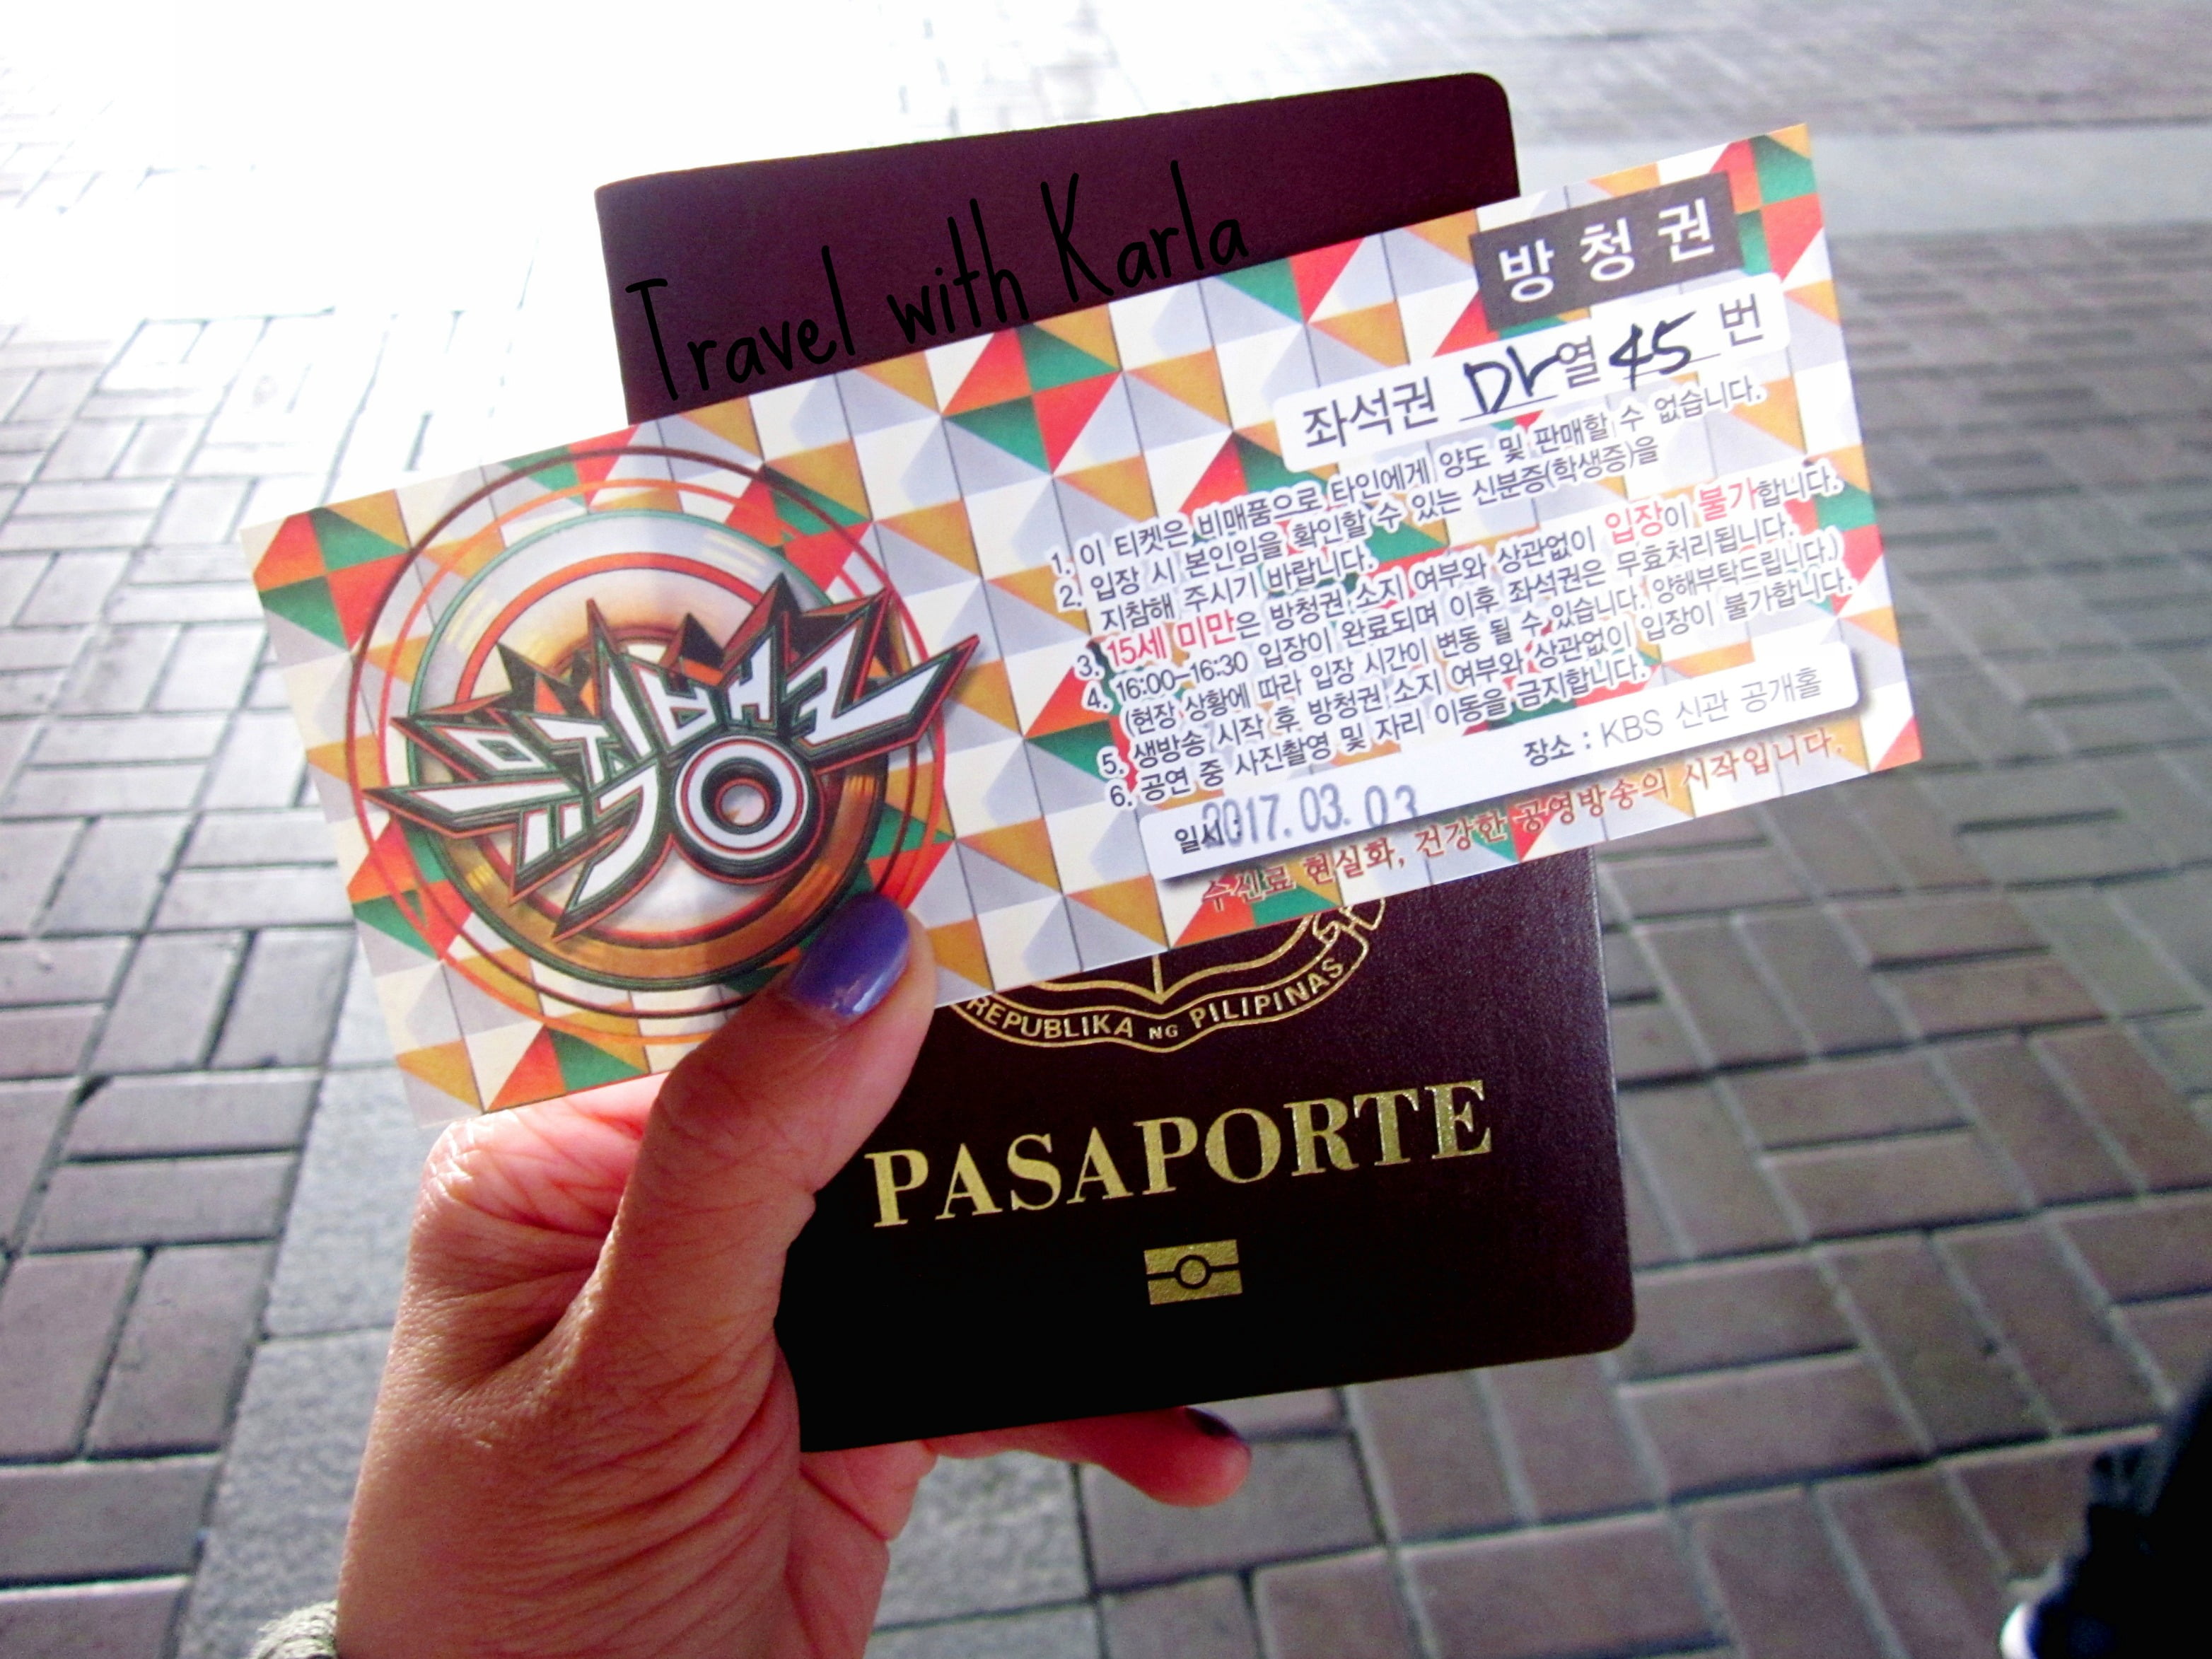 Travel with Karla
뮤직뱅크
방청권
좌석권 Dr열 45 번
1. 이 티켓은 비매품으로 타인에게 양도 및 판매할 수 없습니다.
2. 입장 시 본인임을 확인할 수 있는 신분증(학생증)을
지참해 주시기 바랍니다.
3. 15세 미만은 방청권 소지 여부와 상관없이 입장이 불가합니다.
4. 16:00-16:30 입장이 완료되며 이후 좌석권은 무효처리됩니다.
(현장 상황에 따라 입장 시간이 변동 될 수 있습니다. 양해부탁드립니다.)
5. 생방송 시작 후 방청권 소지 여부와 상관없이 입장이 불가합니다.
6. 공연 중 사진촬영 및 자리 이동을 금지합니다.
일시: 2017. 03. 03 장소 : KBS 신관 공개홀
수신료 현실화, 건강한 공영방송의 시작입니다.
REPUBLIKA NG PILIPINAS
PASAPORTE